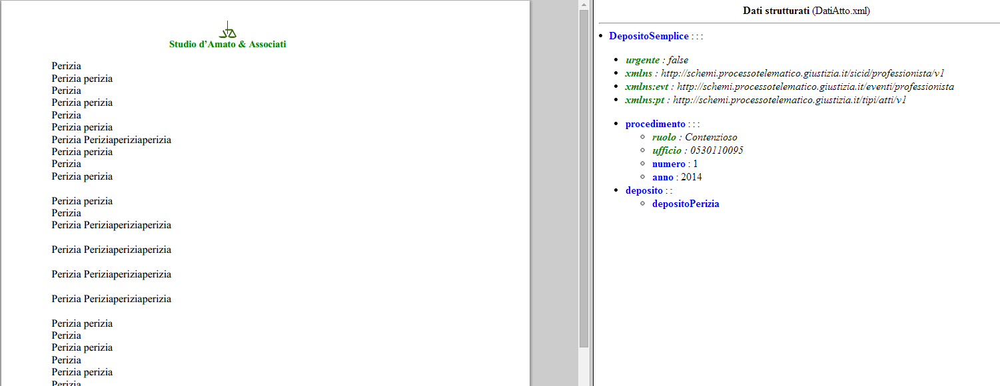 Studio d’Amato & Associati
Perizia
Perizia perizia
Perizia
Perizia perizia
Perizia
Perizia perizia
Perizia Periziaperiziaperizia
Perizia perizia
Perizia
Perizia perizia
Perizia perizia
Perizia
Perizia Periziaperiziaperizia
Perizia Periziaperiziaperizia
Perizia Periziaperiziaperizia
Perizia Periziaperiziaperizia
Perizia perizia
Perizia
Perizia perizia
Perizia
Perizia perizia
Perizia
Dati strutturati (DatiAtto.xml)
DepositoSemplice : : :
urgente : false
xmlns : http://schemi.processotelematico.giustizia.it/sicid/professionista/v1
xmlns:evt : http://schemi.processotelematico.giustizia.it/eventi/professionista
xmlns:pt : http://schemi.processotelematico.giustizia.it/tipi/atti/v1
procedimento : : :
ruolo : Contenzioso
ufficio : 0530110095
numero : 1
anno : 2014
deposito : :
depositoPerizia